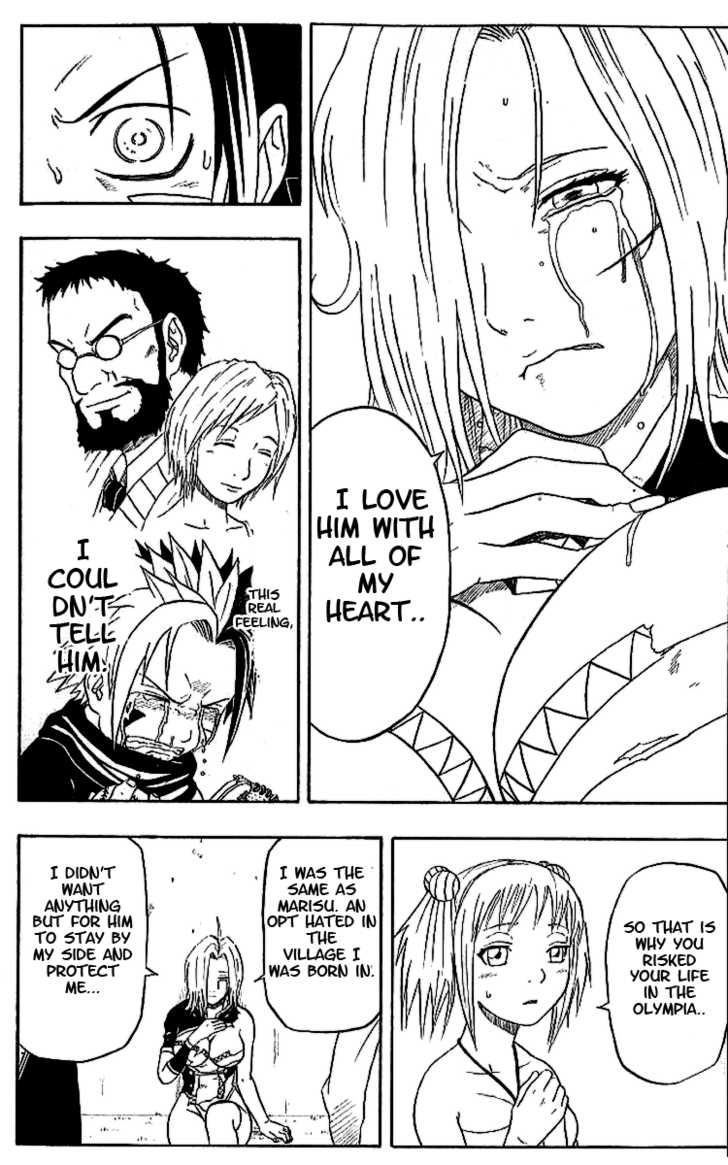 I LOVE
HIM WITH
ALL OF
MY
HEART..
THIS
REAL
FEELING,
I
COUL
DN'T
TELL
HIM.
SO THAT IS
WHY YOU
RISKED
YOUR LIFE
IN THE
OLYMPIA..
I WAS THE
SAME AS
MARISU. AN
OPT HATED IN
THE
VILLAGE I
WAS BORN IN.
I DIDN'T
WANT
ANYTHING
BUT FOR HIM
TO STAY BY
MY SIDE AND
PROTECT
ME...